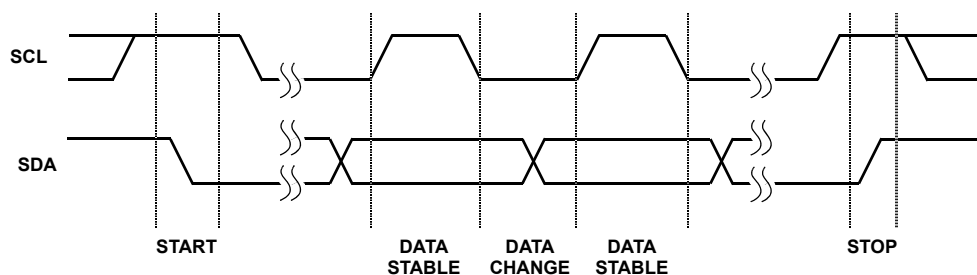 SCL
SDA
START
DATA
STABLE
DATA
CHANGE
DATA
STABLE
STOP